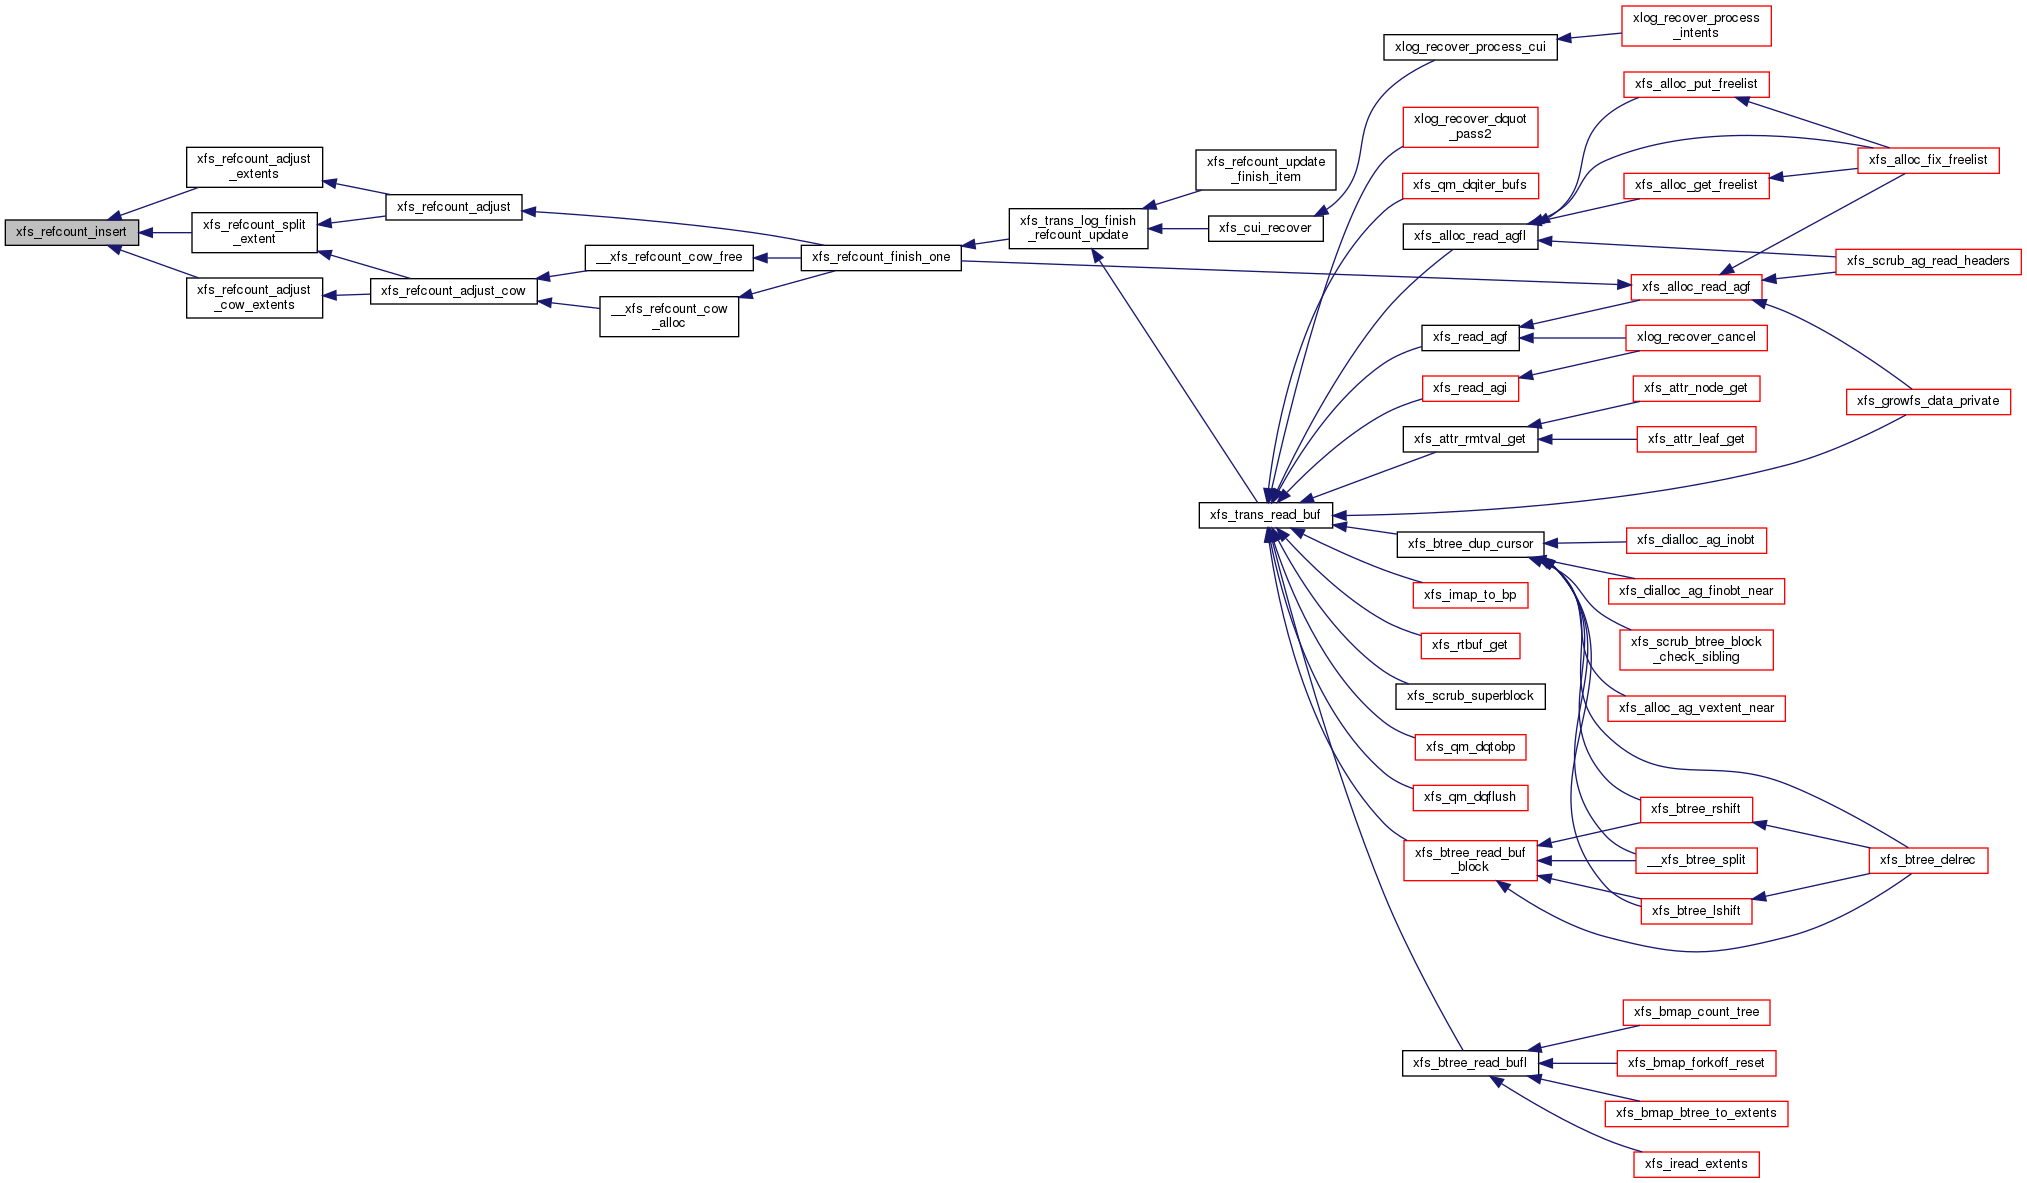 xfs_refcount_insert
xfs_refcount_adjust
_extents
xfs_refcount_split
_extent
xfs_refcount_adjust
_cow_extents
xfs_refcount_adjust
xfs_refcount_adjust_cow
__xfs_refcount_cow_free
__xfs_refcount_cow
_alloc
xfs_refcount_finish_one
xfs_trans_log_finish
_refcount_update
xfs_refcount_update
_finish_item
xfs_cui_recover
xfs_trans_read_buf
xlog_recover_process_cui
xlog_recover_process
_intents
xlog_recover_dquot
_pass2
xfs_qm_dqiter_bufs
xfs_alloc_read_agfl
xfs_read_agf
xfs_read_agi
xfs_attr_rmtval_get
xfs_btree_dup_cursor
xfs_imap_to_bp
xfs_rtbuf_get
xfs_scrub_superblock
xfs_qm_dqtobp
xfs_qm_dqflush
xfs_btree_read_buf
_block
xfs_btree_read_bufl
xfs_alloc_put_freelist
xfs_alloc_get_freelist
xfs_alloc_read_agf
xlog_recover_cancel
xfs_attr_node_get
xfs_attr_leaf_get
xfs_dialloc_ag_inobt
xfs_dialloc_ag_finobt_near
xfs_scrub_btree_block
_check_sibling
xfs_alloc_ag_vextent_near
xfs_btree_rshift
__xfs_btree_split
xfs_btree_lshift
xfs_bmap_count_tree
xfs_bmap_forkoff_reset
xfs_bmap_btree_to_extents
xfs_iread_extents
xfs_alloc_fix_freelist
xfs_scrub_ag_read_headers
xfs_growfs_data_private
xfs_btree_delrec